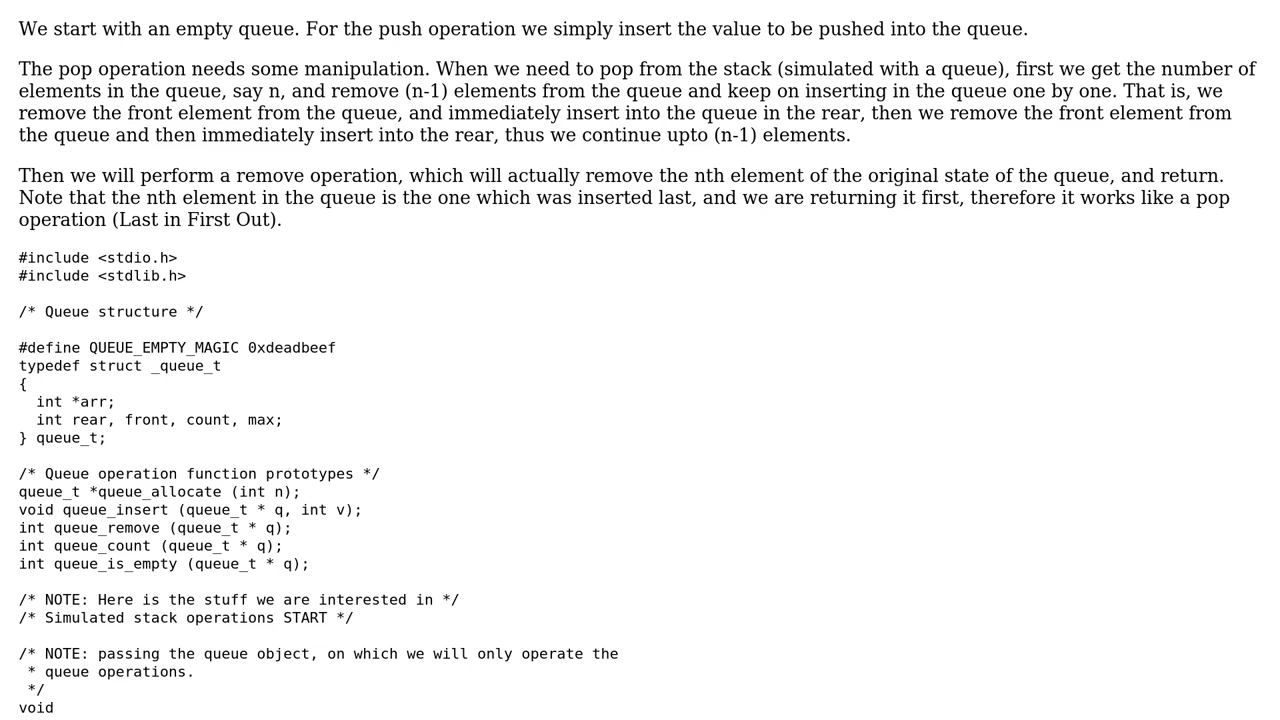 We start with an empty queue. For the push operation we simply insert the value to be pushed into the queue.
The pop operation needs some manipulation. When we need to pop from the stack (simulated with a queue), first we get the number of
elements in the queue, say n, and remove (n-1) elements from the queue and keep on inserting in the queue one by one. That is, we
remove the front element from the queue, and immediately insert into the queue in the rear, then we remove the front element from
the queue and then immediately insert into the rear, thus we continue upto (n-1) elements.
Then we will perform a remove operation, which will actually remove the nth element of the original state of the queue, and return.
Note that the nth element in the queue is the one which was inserted last, and we are returning it first, therefore it works like a pop
operation (Last in First Out).
#include <stdio.h>
#include <stdlib.h>
/* Queue structure */
#define QUEUE_EMPTY_MAGIC 0xdeadbeef
typedef struct _queue_t
{
  int *arr;
  int rear, front, count, max;
} queue_t;
/* Queue operation function prototypes */
queue_t *queue_allocate (int n);
void queue_insert (queue_t * q, int v);
int queue_remove (queue_t * q);
int queue_count (queue_t * q);
int queue_is_empty (queue_t * q);
/* NOTE: Here is the stuff we are interested in */
/* Simulated stack operations START */
/* NOTE: passing the queue object, on which we will only operate the
 * queue operations.
 */
void